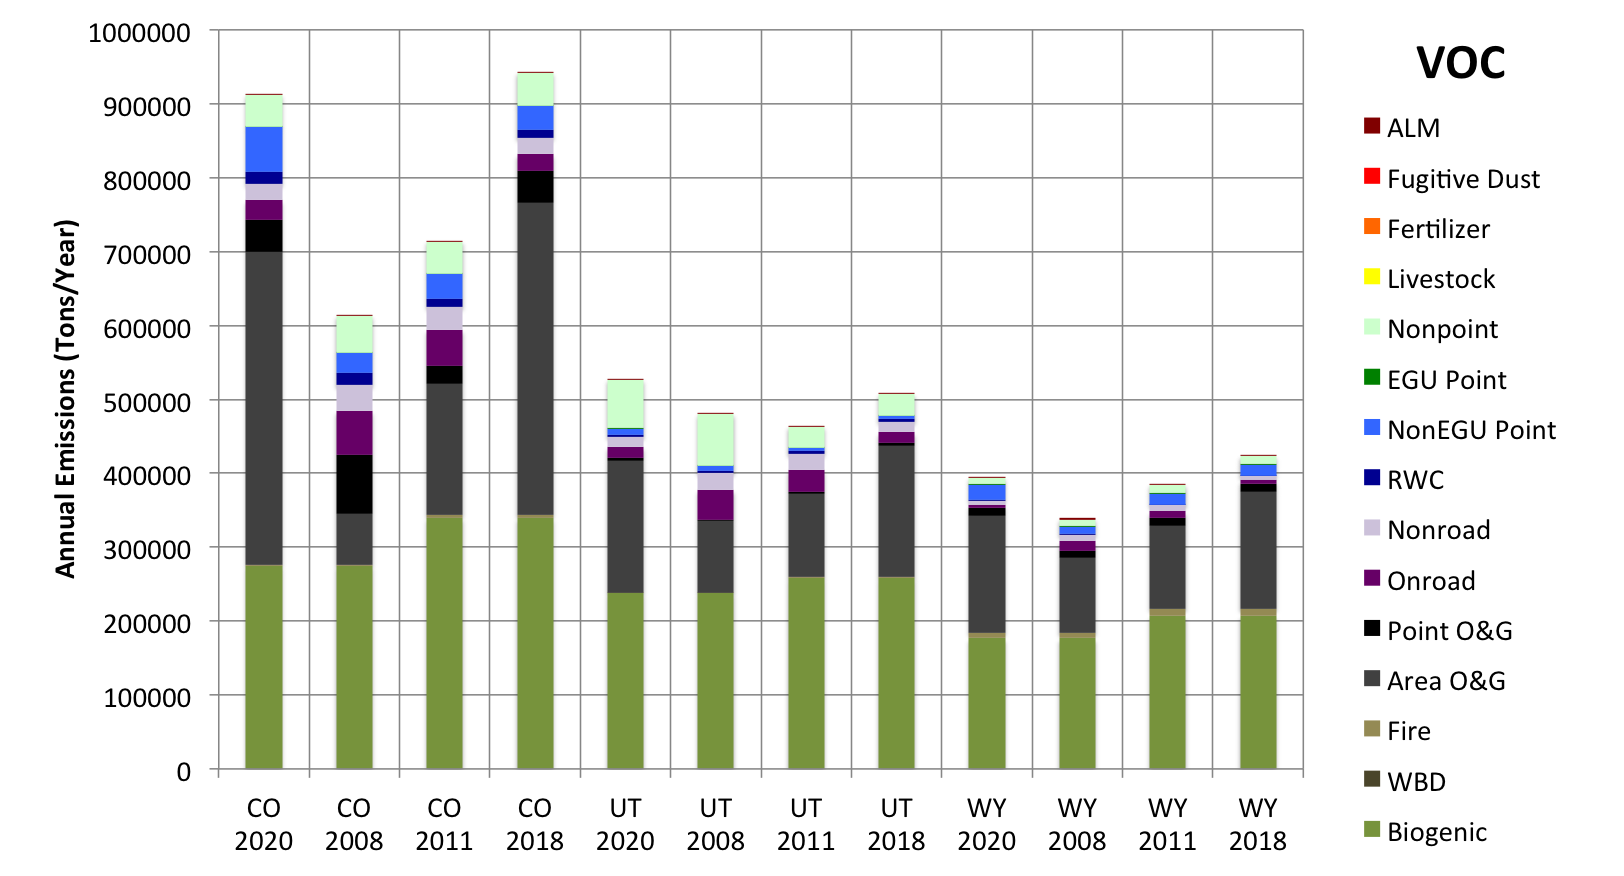 VOC
Annual Emissions (Tons/Year)
1000000
900000
800000
700000
600000
500000
400000
300000
200000
100000
0
CO 2020
CO 2008
CO 2011
CO 2018
UT 2020
UT 2008
UT 2011
UT 2018
WY 2020
WY 2008
WY 2011
WY 2018
ALM
Fugitive Dust
Fertilizer
Livestock
Nonpoint
EGU Point
NonEGU Point
RWC
Nonroad
Onroad
Point O&G
Area O&G
Fire
WBD
Biogenic